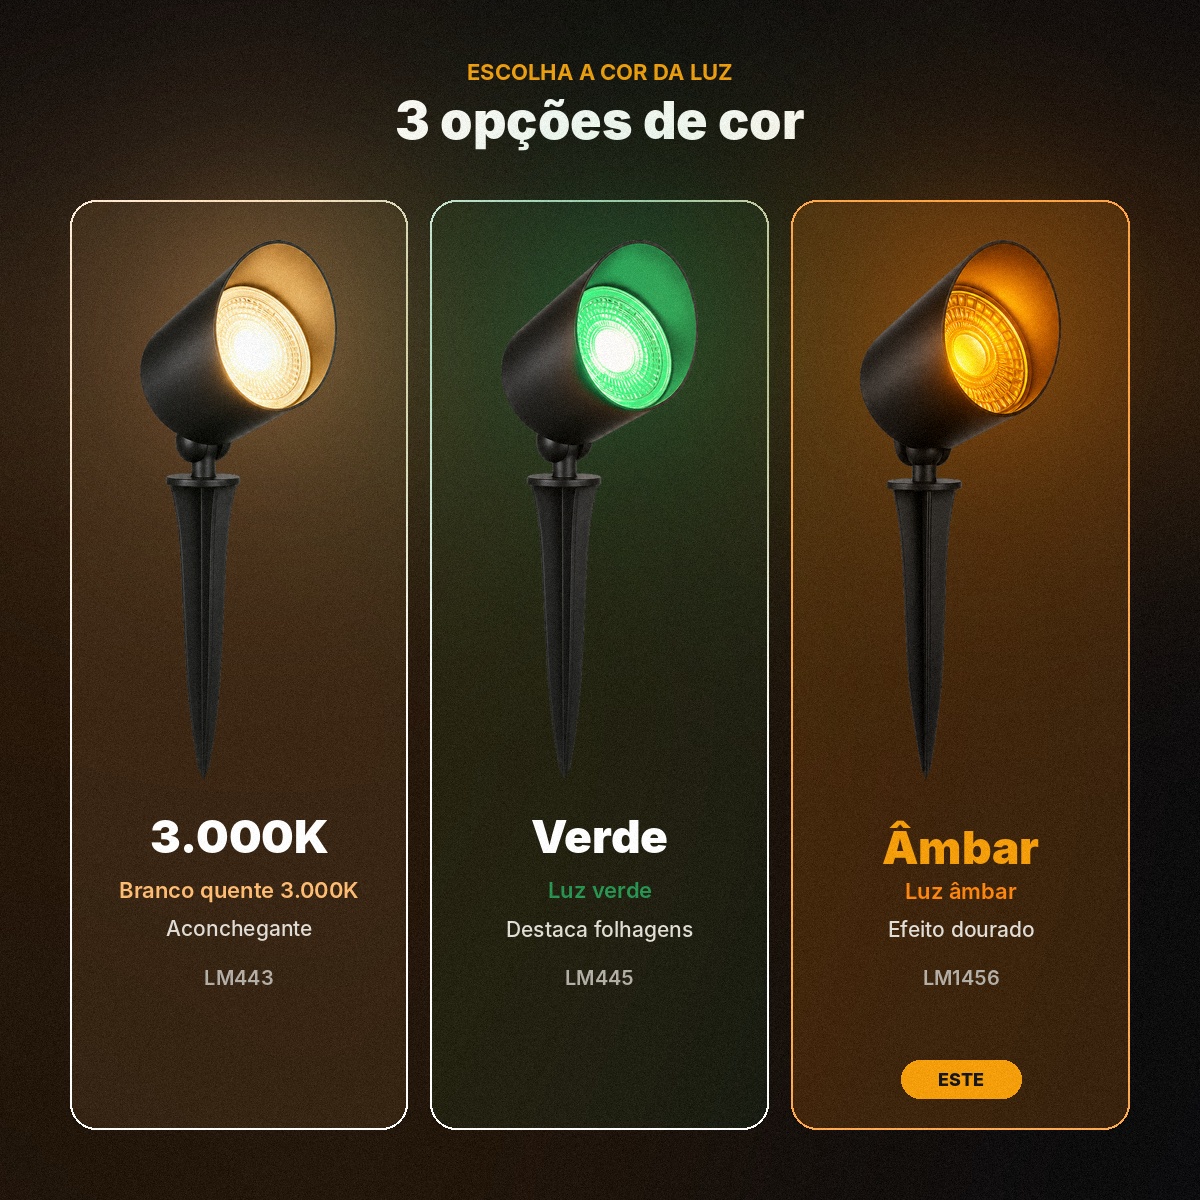 ESCOLHA A COR DA LUZ
3 opções de cor
3.000K
Branco quente 3.000K
Aconchegante
LM443
Verde
Luz verde
Destaca folhagens
LM445
Âmbar
Luz âmbar
Efeito dourado
LM1456
ESTE